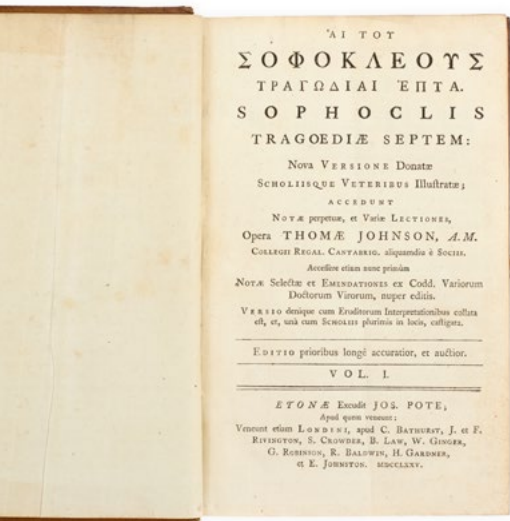 ἉΙ ΤΟΥ
ΣΟΦΟΚΛΕΟΥΣ
ΤΡΑΓΩΔΙΑΙ ἙΠΤΑ.
SOPHOCLIS
TRAGOEDIÆ SEPTEM:
Nova VERSIONE Donatæ
SCHOLIISQUE VETERIBUS Illuſtratæ;
ACCEDUNT
NOTÆ perpetuæ, et Variæ LECTIONES,
Opera THOMÆ JOHNSON, A.M.
COLLEGII REGAL. CANTABRIG. aliquamdiu è SOCIIS.
Acceſſere etiam nunc primùm
NOTÆ Selectæ et EMENDATIONES ex Codd. Variorum
Doctorum Virorum, nuper editis.
VERSIO denique cum Eruditorum Interpretationibus collata
eſt, et, unà cum SCHOLIIS plurimis in locis, caſtigata.
EDITIO prioribus longè accuratior, et auctior.
VOL. I.
ETONÆ Excudit JOS. POTE;
Apud quem veneunt;
Veneunt etiam LONDINI, apud C. BATHURST, J. et F.
RIVINGTON, S. CROWDER, B. LAW, W. GINGER,
G. ROBINSON, R. BALDWIN, H. GARDNER,
et E. JOHNSTON. MDCCLXXV.